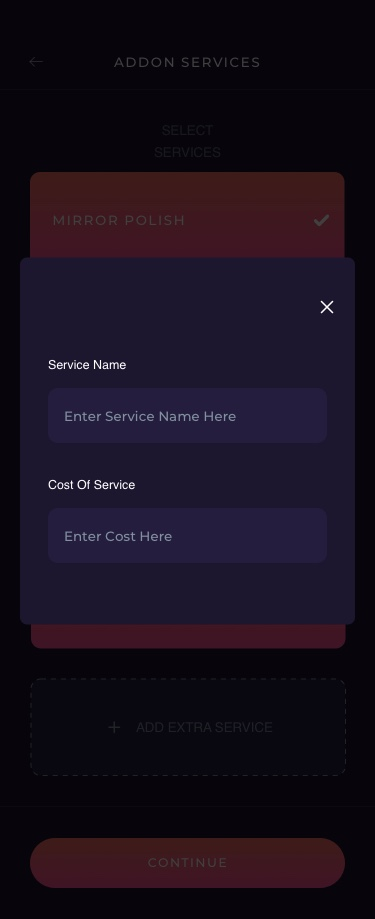 ADDON SERVICES
SELECT
SERVICES
MIRROR POLISH
Service Name
Enter Service Name Here
Cost Of Service
Enter Cost Here
+ ADD EXTRA SERVICE
CONTINUE